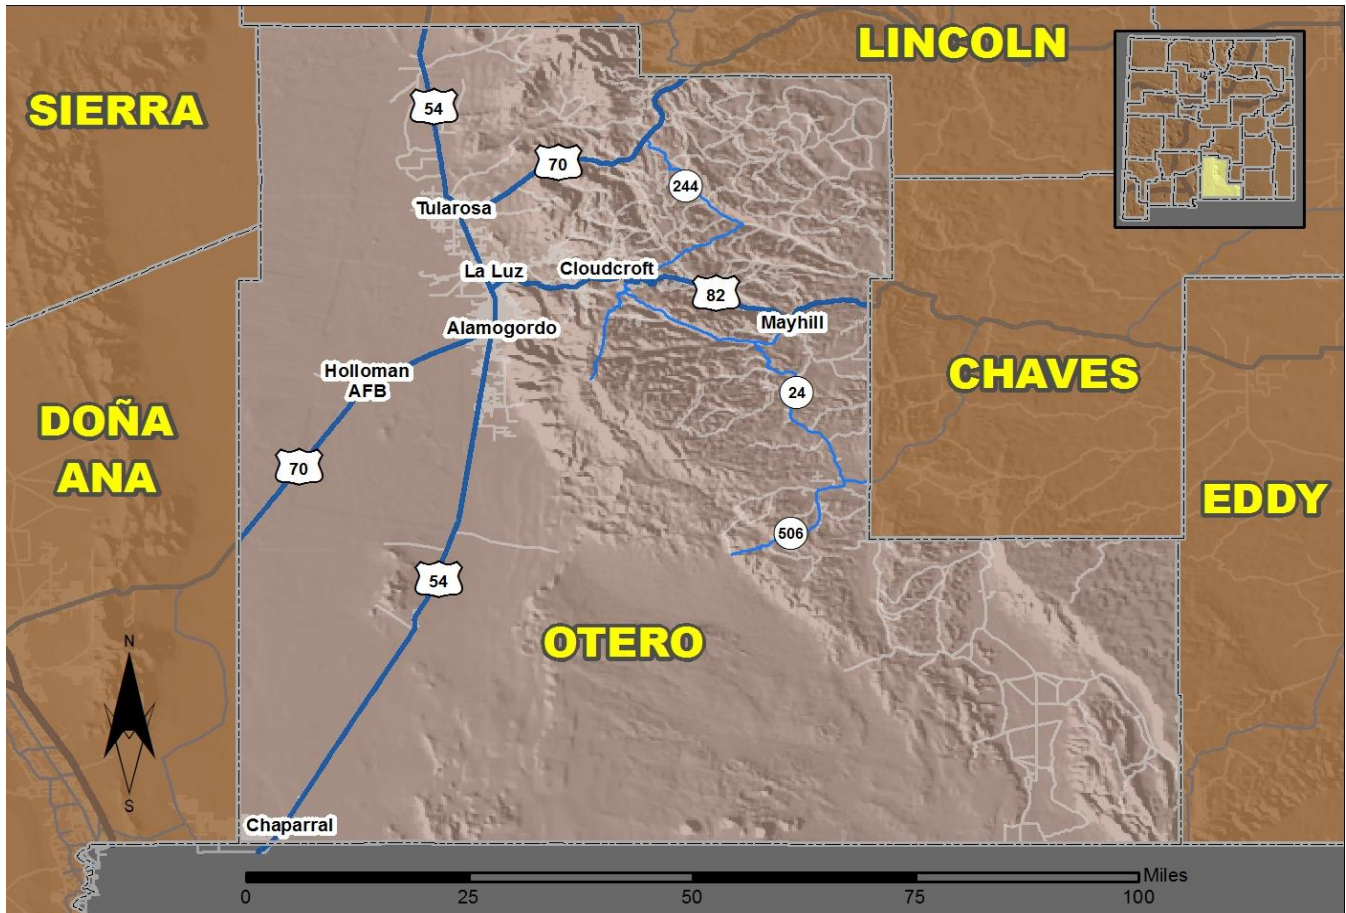 LINCOLN
SIERRA
54
70
244
Tularosa
La Luz
Cloudcroft
82
Mayhill
Alamogordo
Holloman
AFB
CHAVES
24
DOÑA
ANA
70
EDDY
506
54
OTERO
N
S
Chaparral
Miles
0 25 50 75 100